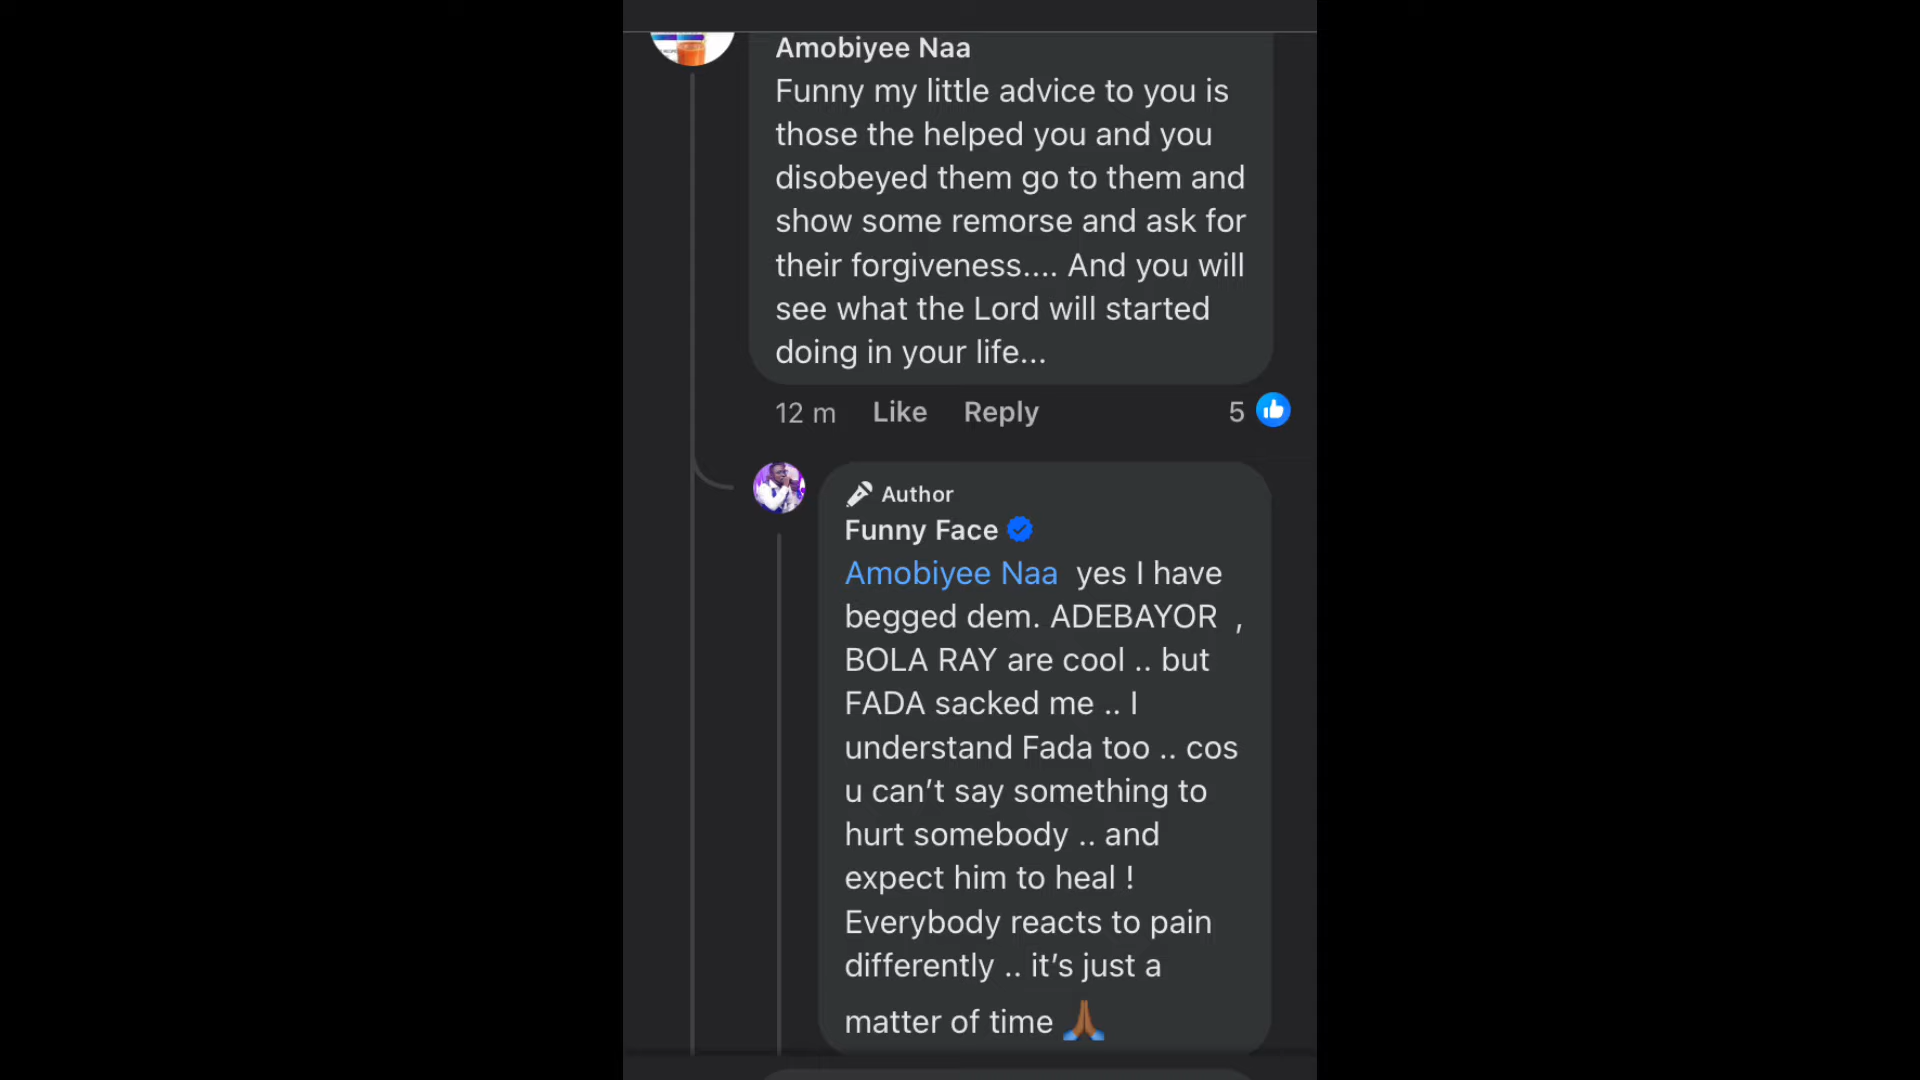 Amobiyee Naa
Funny my little advice to you is
those the helped you and you
disobeyed them go to them and
show some remorse and ask for
their forgiveness.... And you will
see what the Lord will started
doing in your life...
12 m Like Reply 5
Author
Funny Face
Amobiyee Naa yes I have
begged dem. ADEBAYOR ,
BOLA RAY are cool .. but
FADA sacked me .. I
understand Fada too .. cos
u can’t say something to
hurt somebody .. and
expect him to heal !
Everybody reacts to pain
differently .. it’s just a
matter of time 🙏🏾